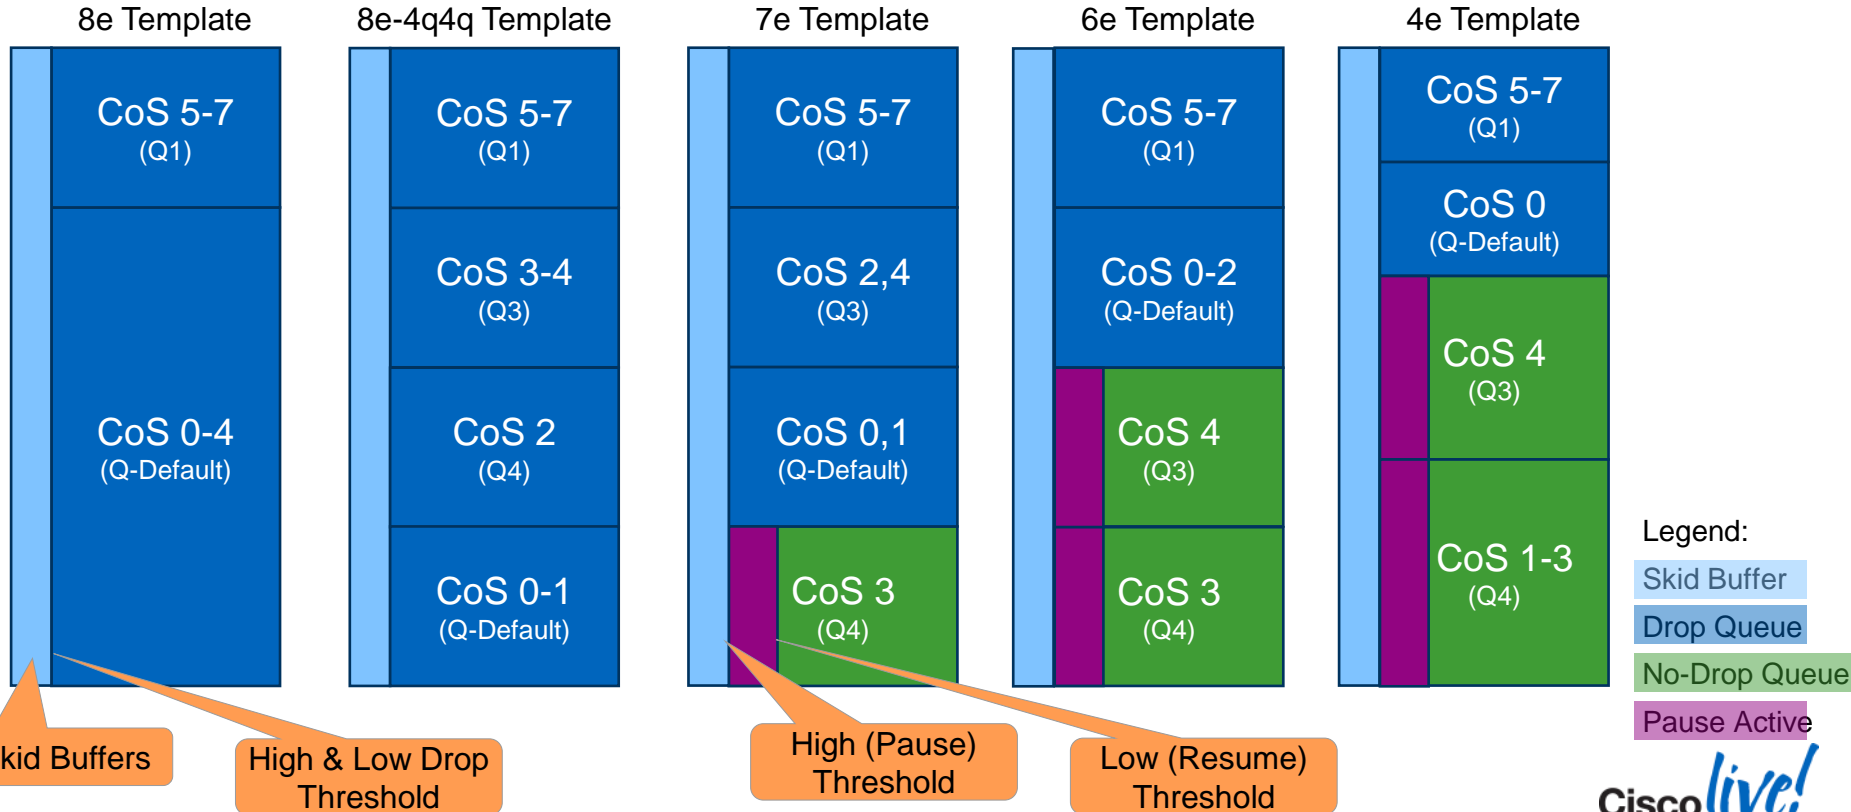 8e Template
8e-4q4q Template
7e Template
6e Template
4e Template
CoS 5-7
(Q1)
CoS 0-4
(Q-Default)
CoS 5-7
(Q1)
CoS 3-4
(Q3)
CoS 2
(Q4)
CoS 0-1
(Q-Default)
CoS 5-7
(Q1)
CoS 2,4
(Q3)
CoS 0,1
(Q-Default)
CoS 3
(Q4)
CoS 5-7
(Q1)
CoS 0-2
(Q-Default)
CoS 4
(Q3)
CoS 3
(Q4)
CoS 5-7
(Q1)
CoS 0
(Q-Default)
CoS 4
(Q3)
CoS 1-3
(Q4)
Legend:
Skid Buffer
Drop Queue
No-Drop Queue
Pause Active
kid Buffers
High & Low Drop
Threshold
High (Pause)
Threshold
Low (Resume)
Threshold
Cisco live!